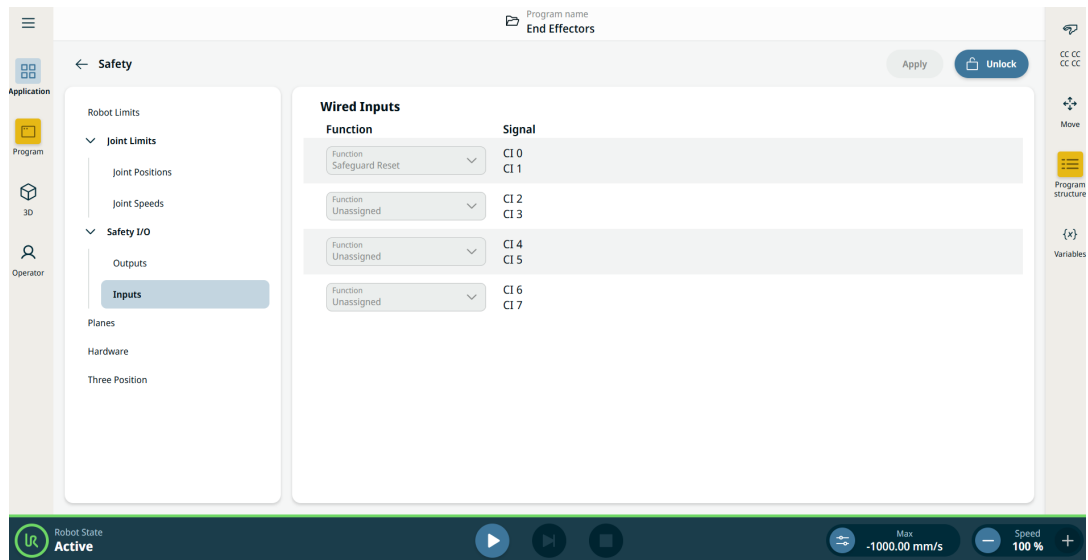 Program name
End Effectors
Application
Program
3D
Operator
Safety
Apply
Unlock
Robot Limits
Joint Limits
Joint Positions
Joint Speeds
Safety I/O
Outputs
Inputs
Planes
Hardware
Three Position
Wired Inputs
Function Signal
Function
Safeguard Reset
CI 0
CI 1
Function
Unassigned
CI 2
CI 3
Function
Unassigned
CI 4
CI 5
Function
Unassigned
CI 6
CI 7
CC CC
CC CC
Move
Program
structure
{x}
Variables
UR
Robot State
Active
Max
-1000.00 mm/s
Speed
100 %